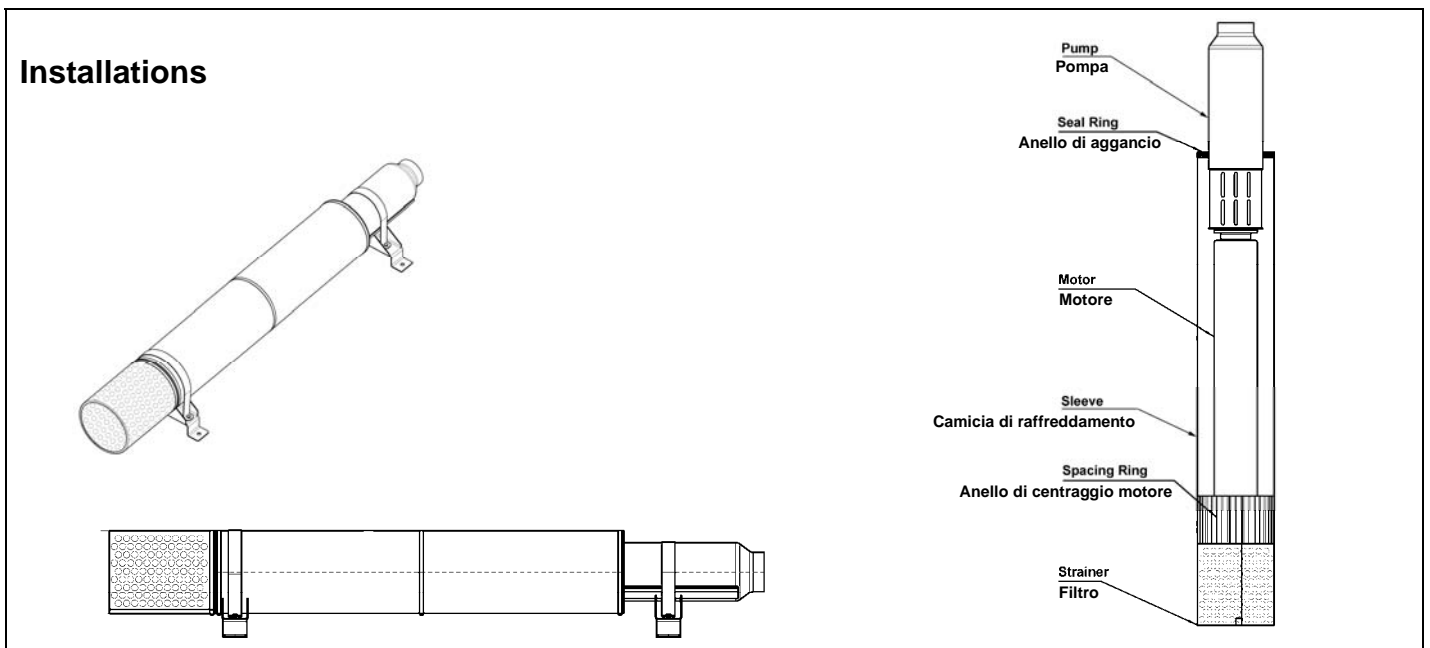 Installations
Pump
Pompa
Seal Ring
Anello di aggancio
Motor
Motore
Sleeve
Camicia di raffreddamento
Spacing Ring
Anello di centraggio motore
Strainer
Filtro